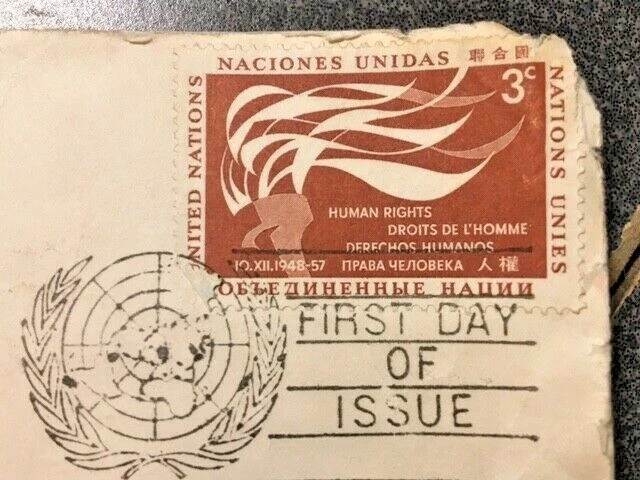 NACIONES UNIDAS 聯合國
UNITED NATIONS
NATIONS UNIES
3c
HUMAN RIGHTS
DROITS DE L'HOMME
DERECHOS HUMANOS
10.XII.1948-57 ПРАВА ЧЕЛОВЕКА 人權
ОБЪЕДИНЕННЫЕ НАЦИИ
FIRST DAY
OF
ISSUE